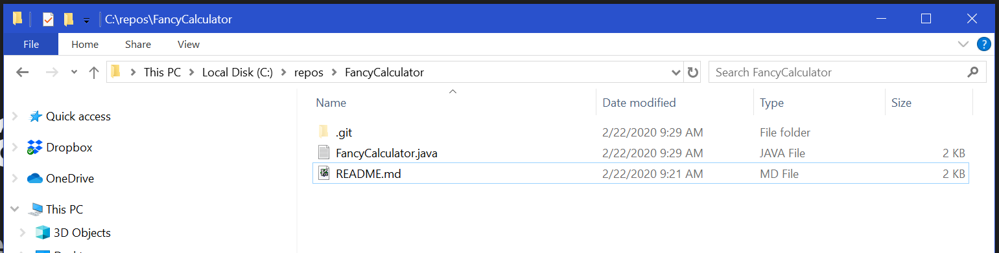 C:\repos\FancyCalculator
File Home Share View
This PC Local Disk (C:) repos FancyCalculator Search FancyCalculator
Name Date modified Type Size
Quick access
Dropbox
OneDrive
This PC
3D Objects
.git 2/22/2020 9:29 AM File folder
FancyCalculator.java 2/22/2020 9:29 AM JAVA File 2 KB
README.md 2/22/2020 9:21 AM MD File 2 KB